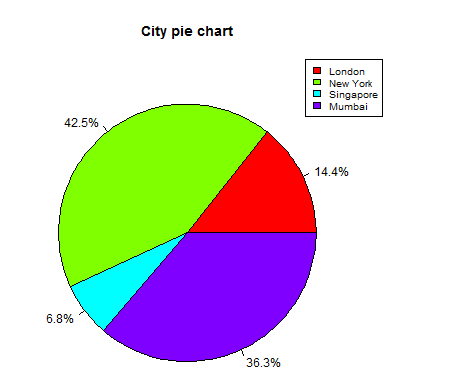 City pie chart
London
New York
Singapore
Mumbai
42.5%
14.4%
6.8%
36.3%